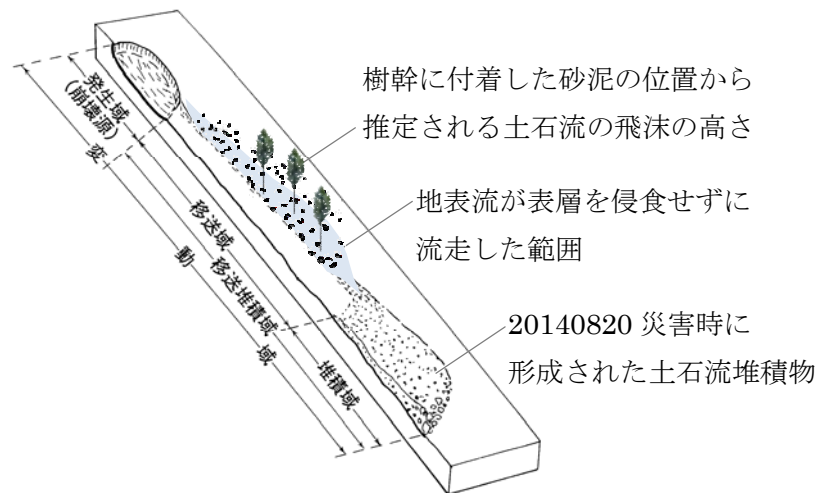 樹幹に付着した砂泥の位置から
推定される土石流の飛沫の高さ
地表流が表層を侵食せずに
流走した範囲
20140820 災害時に
形成された土石流堆積物
発生域
(崩壊源)
移送域
移送堆積域
堆積域
変動域